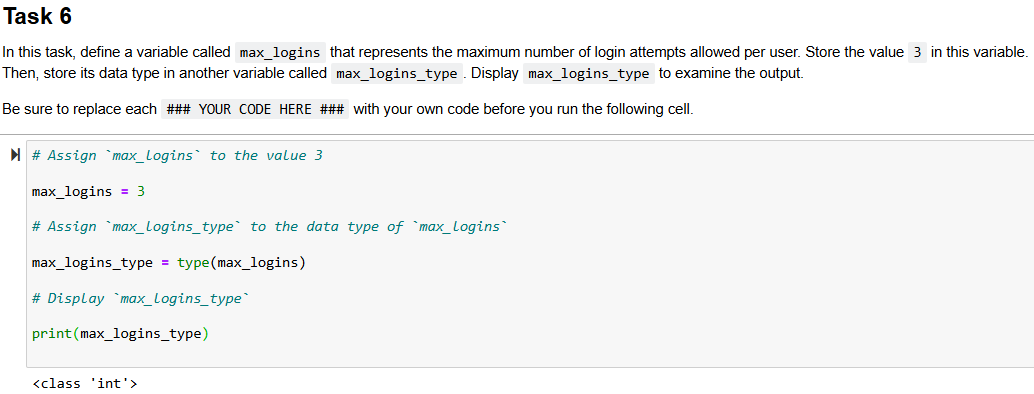 Task 6
In this task, define a variable called max_logins that represents the maximum number of login attempts allowed per user. Store the value 3 in this variable.
Then, store its data type in another variable called max_logins_type . Display max_logins_type to examine the output.
Be sure to replace each ### YOUR CODE HERE ### with your own code before you run the following cell.
# Assign `max_logins` to the value 3
max_logins = 3
# Assign `max_logins_type` to the data type of `max_logins`
max_logins_type = type(max_logins)
# Display `max_logins_type`
print(max_logins_type)
<class 'int'>